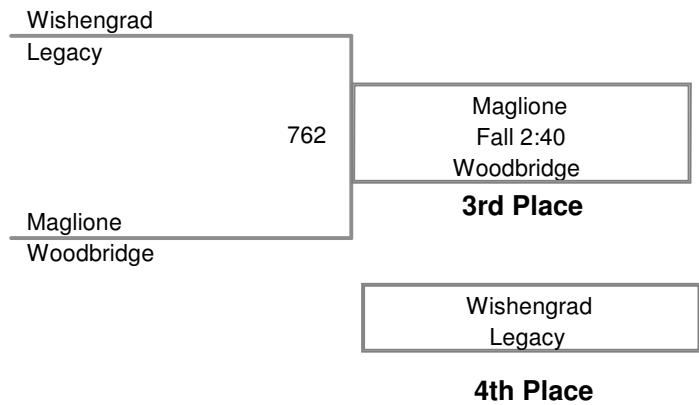 Wishengrad
Legacy
762
Maglione
Fall 2:40
Woodbridge
3rd Place
Maglione
Woodbridge
Wishengrad
Legacy
4th Place